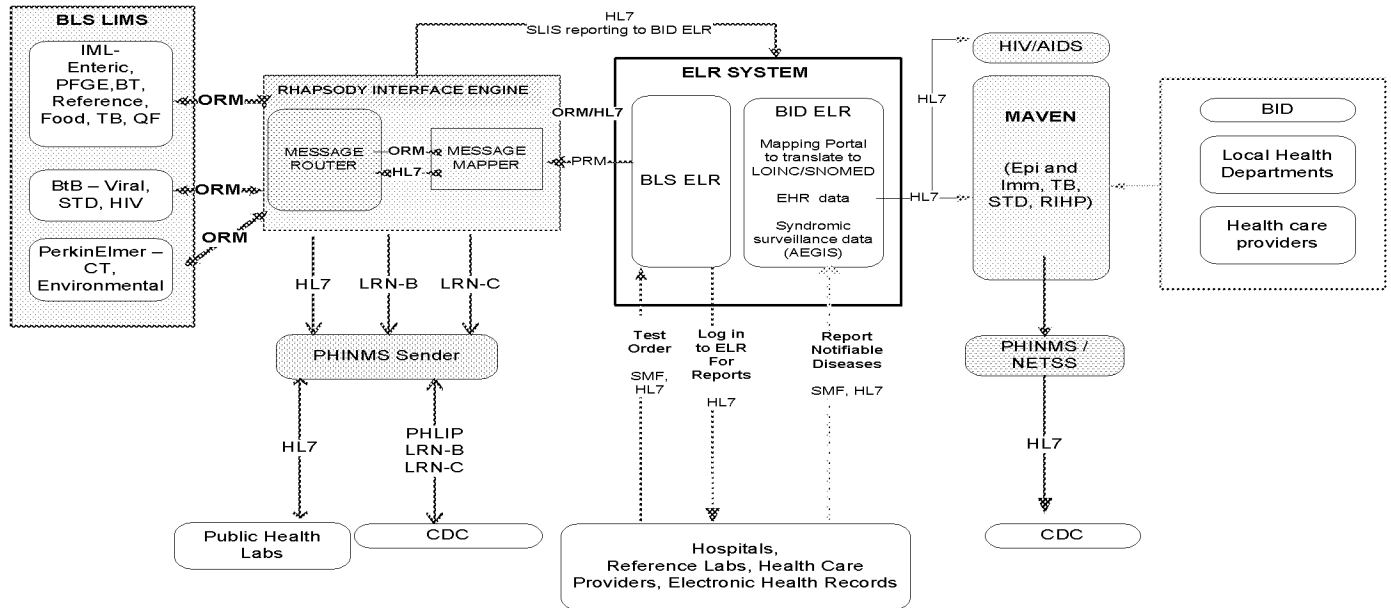 BLS LIMS
IML-
Enteric,
PFGE,BT,
Reference,
Food, TB, QF
BtB – Viral,
STD, HIV
PerkinElmer –
CT,
Environmental
ORM
ORM
ORM
HL7
SLIS reporting to BID ELR
RHAPSODY INTERFACE ENGINE
MESSAGE
ROUTER
ORM
HL7
MESSAGE
MAPPER
ORM/HL7
PRM
ELR SYSTEM
BLS ELR
BID ELR
Mapping Portal
to translate to
LOINC/SNOMED
EHR data
Syndromic
surveillance data
(AEGIS)
HL7
HL7
HIV/AIDS
MAVEN
(Epi and
Imm, TB,
STD, RIHP)
BID
Local Health
Departments
Health care
providers
HL7
LRN-B
LRN-C
PHINMS Sender
HL7
PHLIP
LRN-B
LRN-C
Public Health
Labs
CDC
Test
Order
SMF,
HL7
Log in
to ELR
For
Reports
HL7
Report
Notifiable
Diseases
SMF, HL7
Hospitals,
Reference Labs, Health Care
Providers, Electronic Health Records
PHINMS /
NETSS
HL7
CDC